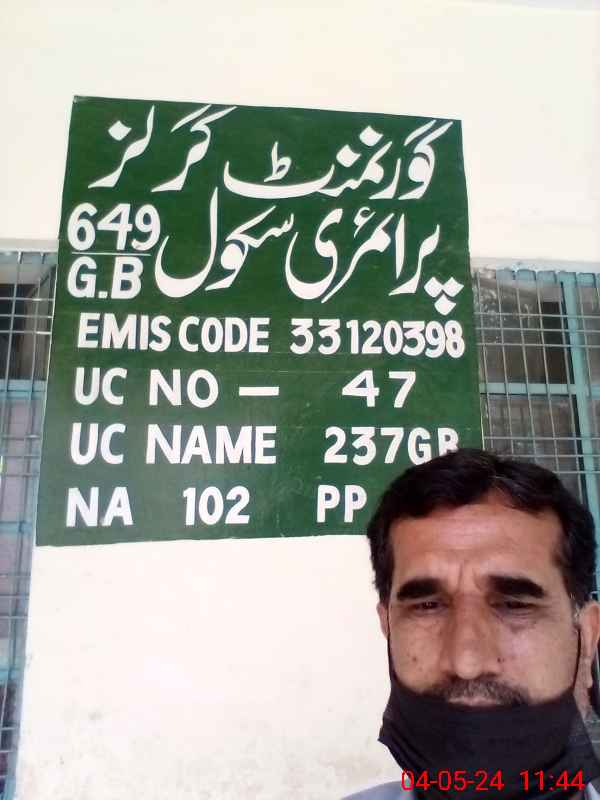 گورنمنٹ گرلز
پرائمری سکول 649
G.B
EMIS CODE 33120398
UC NO — 47
UC NAME 237GB
NA 102 PP
04-05-24 11:44